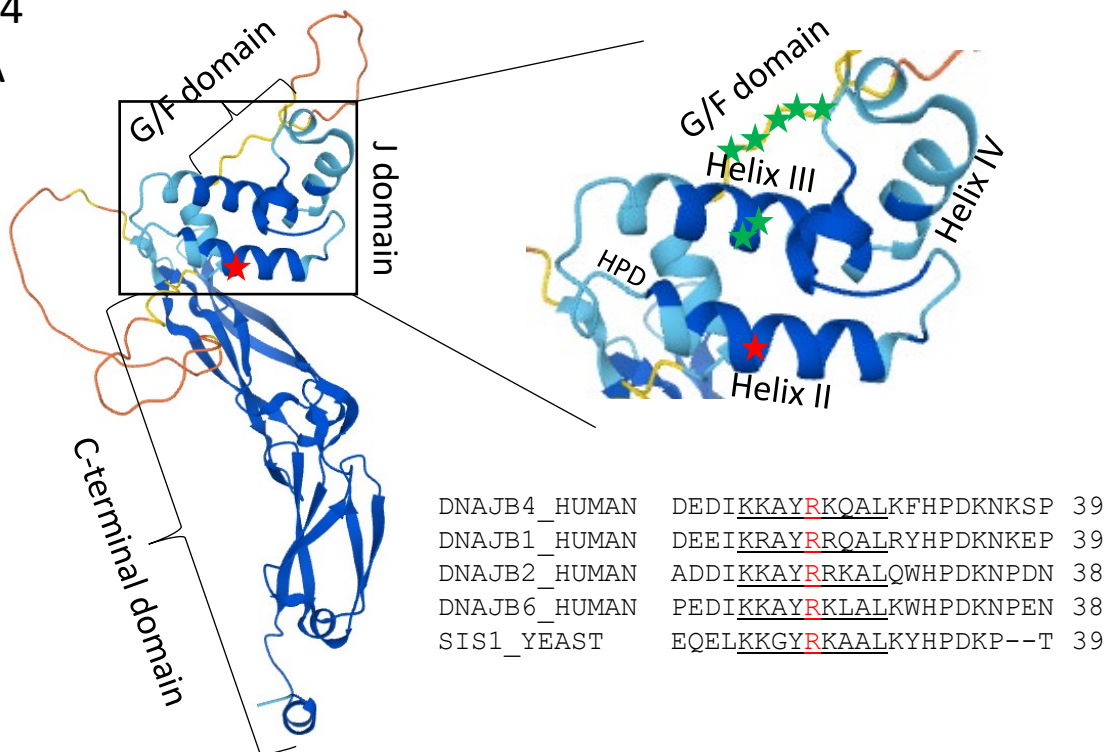 4
A
G/F domain
J domain
C-terminal domain
G/F domain
Helix III
Helix IV
HPD
Helix II
DNAJB4_HUMAN DEDIKKAYRKQALKFHPDKNKSP 39
DNAJB1_HUMAN DEEIKRAYRRQALRYHPDKNKEP 39
DNAJB2_HUMAN ADDIKKAYRRKALQWHPDKNPDN 38
DNAJB6_HUMAN PEDIKKAYRKLALKWHPDKNPEN 38
SIS1_YEAST EQELKKGYRKAALKYHPDKP--T 39